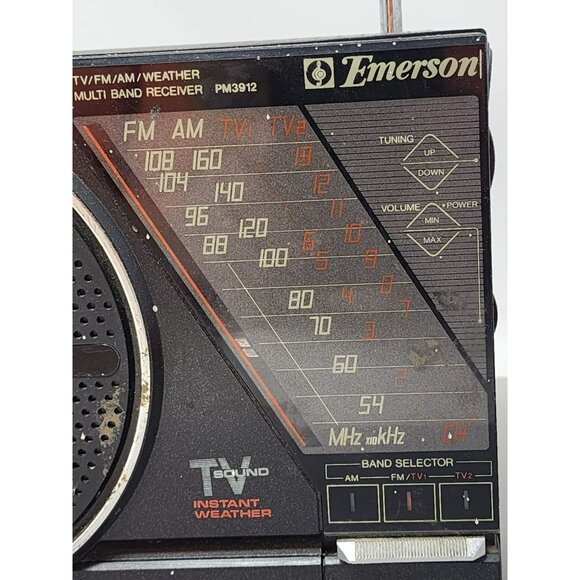 TV/FM/AM/WEATHER
MULTI BAND RECEIVER PM3912
Emerson
FM AM TV1 TV2
108 160 13
104 140 12
96 120 11
88 100 6 10
5 9
80 4 8
70 3 7
60 2
54
MHz x10kHz CH
TUNING
UP
DOWN
VOLUME POWER
MIN
MAX
TV SOUND
INSTANT
WEATHER
BAND SELECTOR
AM FM/TV1 TV2